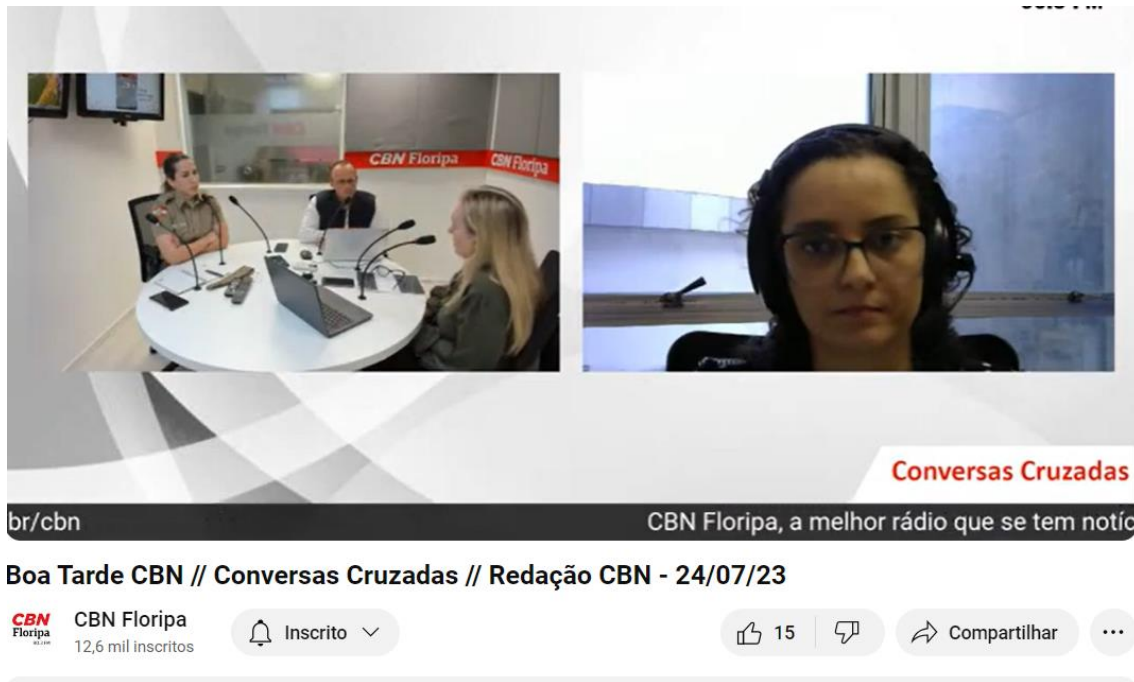 CBN Floripa
CBN Floripa
Conversas Cruzadas
br/cbn
CBN Floripa, a melhor rádio que se tem notíc
Boa Tarde CBN // Conversas Cruzadas // Redação CBN - 24/07/23
CBN
Floripa
CBN Floripa
12,6 mil inscritos
Inscrito
15
Compartilhar